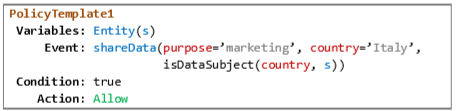 PolicyTemplate1
Variables: Entity(s)
Event: shareData(purpose=’marketing’, country=’Italy’,
isDataSubject(country, s))
Condition: true
Action: Allow